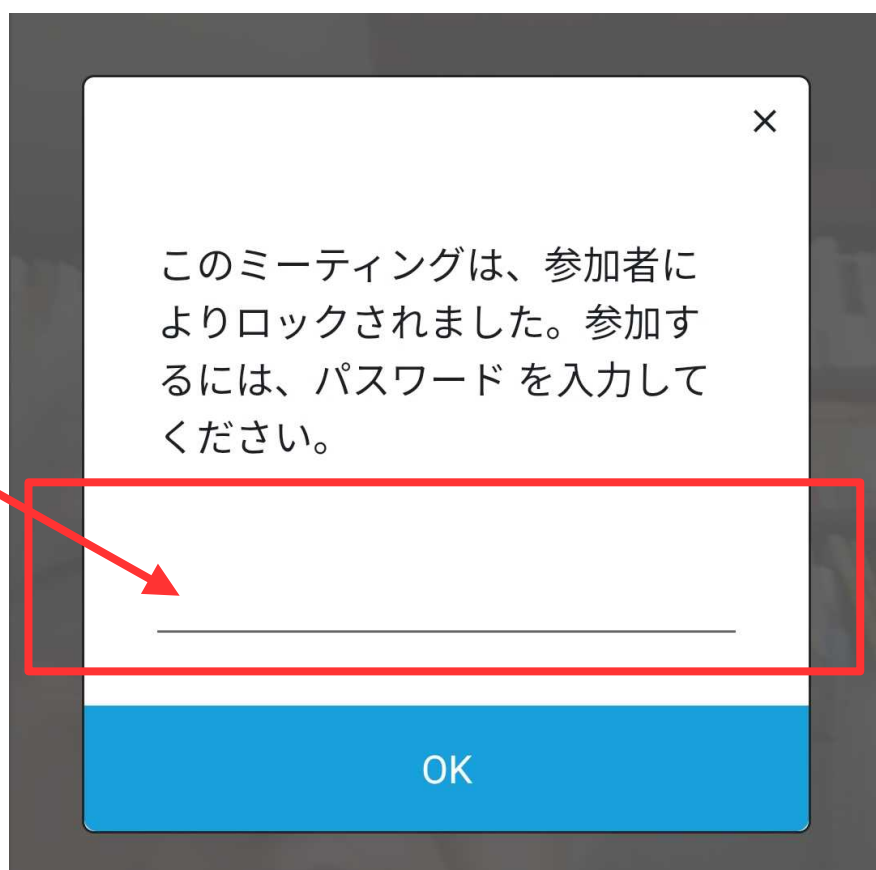 ×
このミーティングは、参加者に
よりロックされました。参加す
るには、パスワード を入力して
ください。
OK